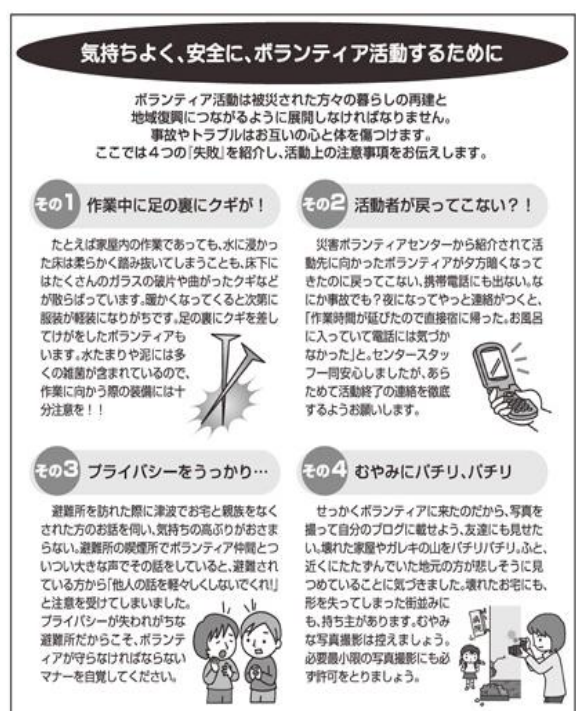 気持ちよく、安全に、ボランティア活動するために
ボランティア活動は被災された方々の暮らしの再建と
地域復興につながるように展開しなければなりません。
事故やトラブルはお互いの心と体を傷つけます。
ここでは4つの『失敗』を紹介し、活動上の注意事項をお伝えします。
その1 作業中に足の裏にクギが!
たとえば家屋内の作業であっても、水に浸かっ
た床は柔らかく踏み抜いてしまうことも、床下に
はたくさんのガラスの破片や曲がったクギなど
が散らばっています。暖かくなってくると次第に
服装が軽装になりがちです。足の裏にクギを差し
てけがをしたボランティアも
います。水たまりや泥には多
くの雑菌が含まれているので、
作業に向かう際の装備には十
分注意を!!
その2 活動者が戻ってこない?!
災害ボランティアセンターから紹介されて活
動先に向かったボランティアが夕方暗くなって
きたのに戻ってこない、携帯電話にも出ない。な
にか事故でも?夜になってやっと連絡がつくと、
「作業時間が延びたので直接宿に帰った。お風呂
に入っていて電話には気づか
なかった」と。センタースタッ
フ一同安心しましたが、あら
ためて活動終了の連絡を徹底
するようお願いします。
その3 プライバシーをうっかり…
避難所を訪れた際に津波でお宅と親族をなく
された方のお話を伺い、気持ちの高ぶりがおさま
らない。避難所の喫煙所でボランティア仲間とつ
いつい大きな声でその話をしていると、避難され
ている方から「他人の話を軽々しくしないでくれ!」
と注意を受けてしまいました。
プライバシーが失われがちな
避難所だからこそ、ボランテ
ィアが守らなければならない
マナーを自覚してください。
その4 むやみにパチリ、パチリ
せっかくボランティアに来たのだから、写真を
撮って自分のブログに載せよう、友達にも見せた
い。壊れた家屋やガレキの山をパチリパチリ。ふと、
近くにたたずんでいた地元の方が悲しそうに見
つめていることに気づきました。壊れたお宅にも、
形を失ってしまった街並みに
も、持ち主があります。むやみ
な写真撮影は控えましょう。
必要最小限の写真撮影にも必
ず許可をとりましょう。